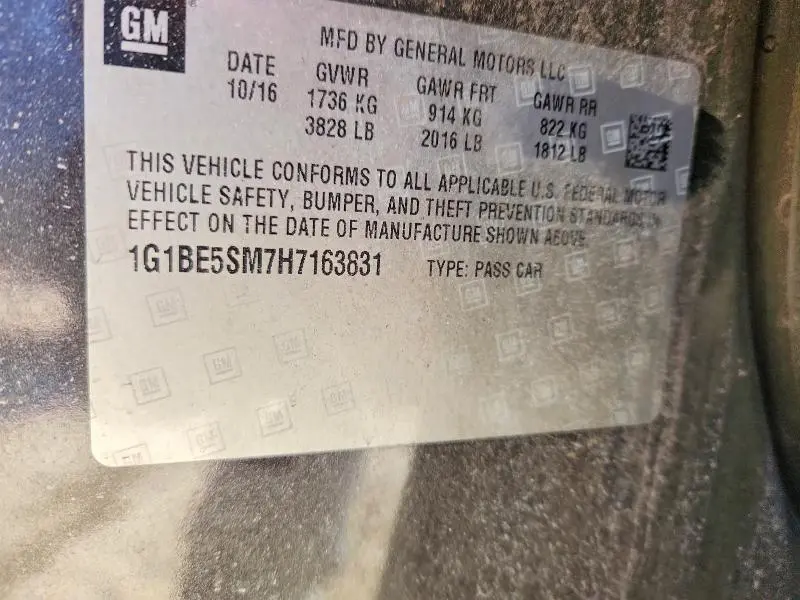 GM
MFD BY GENERAL MOTORS LLC
DATE GVWR GAWR FRT GAWR RR
10/16 1736 KG 914 KG 822 KG
3828 LB 2016 LB 1812 LB
THIS VEHICLE CONFORMS TO ALL APPLICABLE U.S. FEDERAL MOTOR
VEHICLE SAFETY, BUMPER, AND THEFT PREVENTION STANDARDS IN
EFFECT ON THE DATE OF MANUFACTURE SHOWN ABOVE.
1G1BE5SM7H7163831 TYPE: PASS CAR